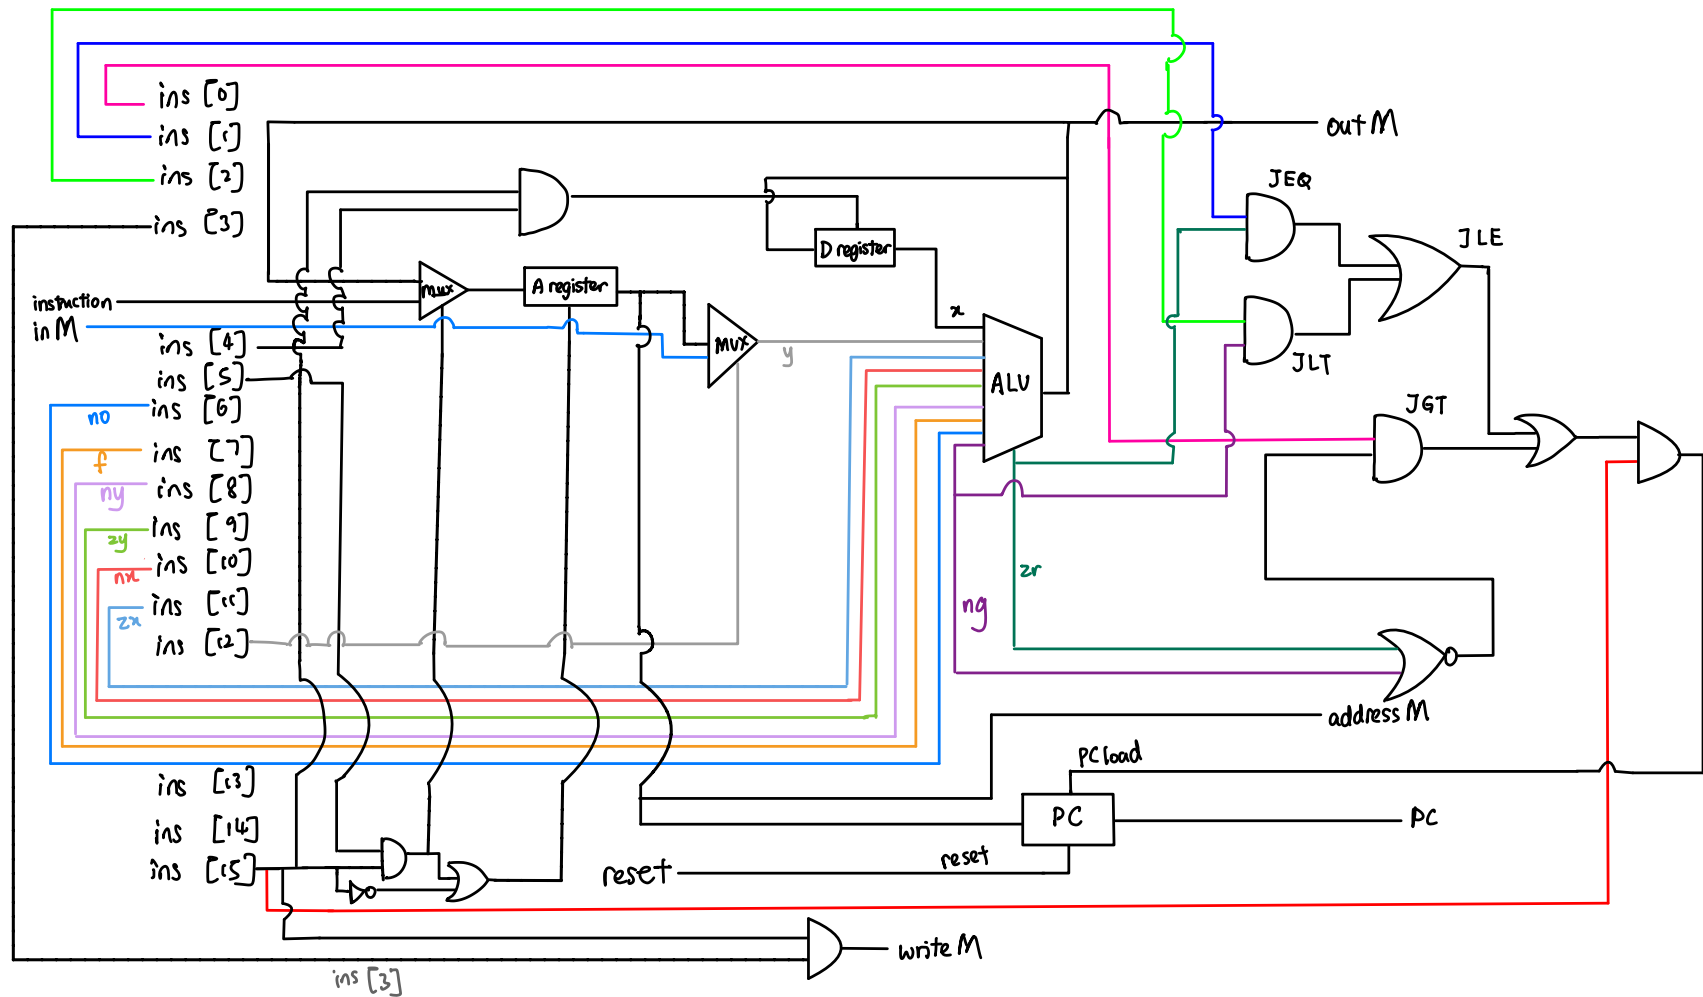 ins [0]
ins [1]
ins [2]
ins [3]
instuction
in M
ins [4]
ins [5]
ins [6]
no
ins [7]
f
ins [8]
ny
ins [9]
zy
ins [10]
nx
ins [11]
zx
ins [12]
ins [13]
ins [14]
ins [15]
mux
A register
D register
MUX
x
y
ALU
out M
JEQ
JLT
JLE
JGT
zr
ng
address M
PC load
PC
PC
reset
reset
write M
ins [3]